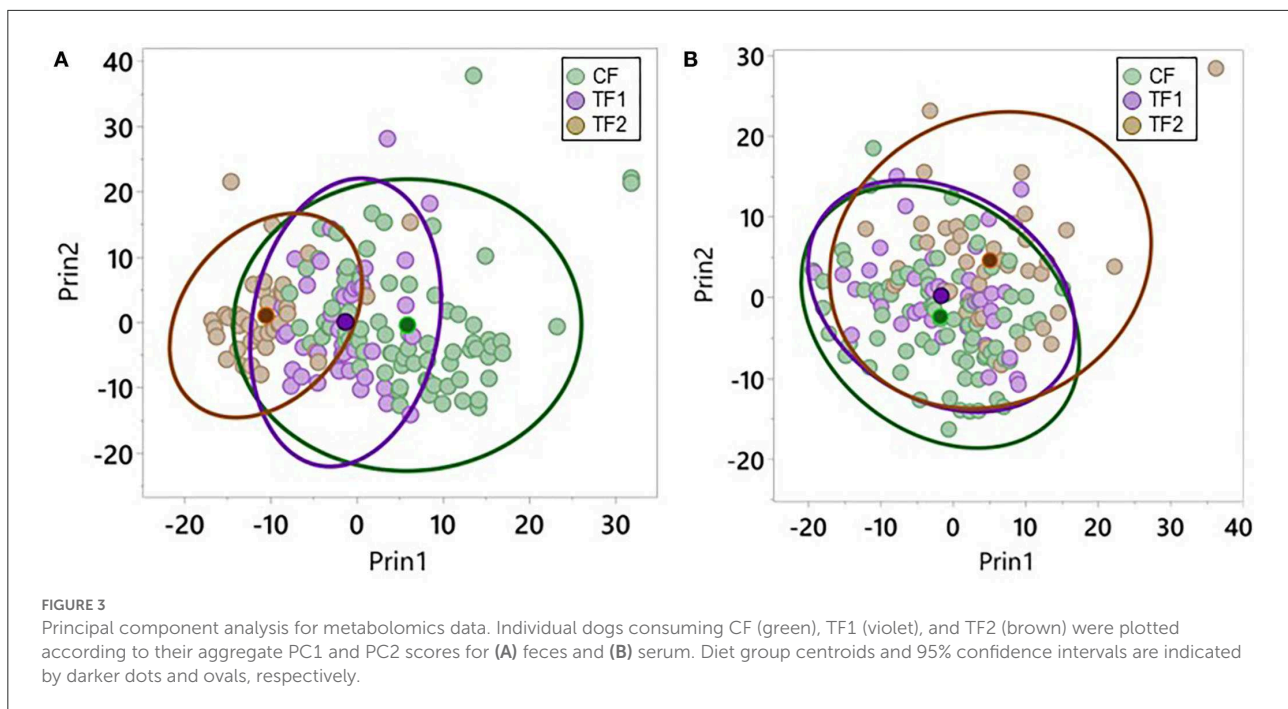 A
40
30
20
10
0
-10
-20
Prin2
-20 -10 0 10 20 30
Prin1
CF
TF1
TF2
B
30
20
10
0
-10
-20
Prin2
-20 -10 0 10 20 30 40
Prin1
CF
TF1
TF2
FIGURE 3
Principal component analysis for metabolomics data. Individual dogs consuming CF (green), TF1 (violet), and TF2 (brown) were plotted
according to their aggregate PC1 and PC2 scores for (A) feces and (B) serum. Diet group centroids and 95% confidence intervals are indicated
by darker dots and ovals, respectively.